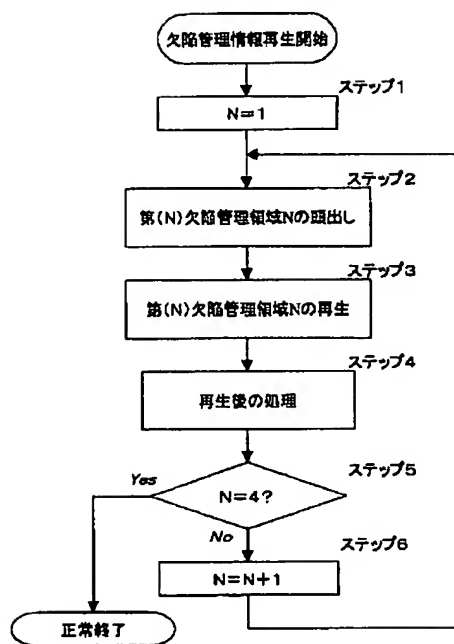 欠陥管理情報再生開始
ステップ1
N=1
ステップ2
第(N)欠陥管理領域Nの頭出し
ステップ3
第(N)欠陥管理領域Nの再生
ステップ4
再生後の処理
ステップ5
Yes
N=4?
No
ステップ6
N=N+1
正常終了